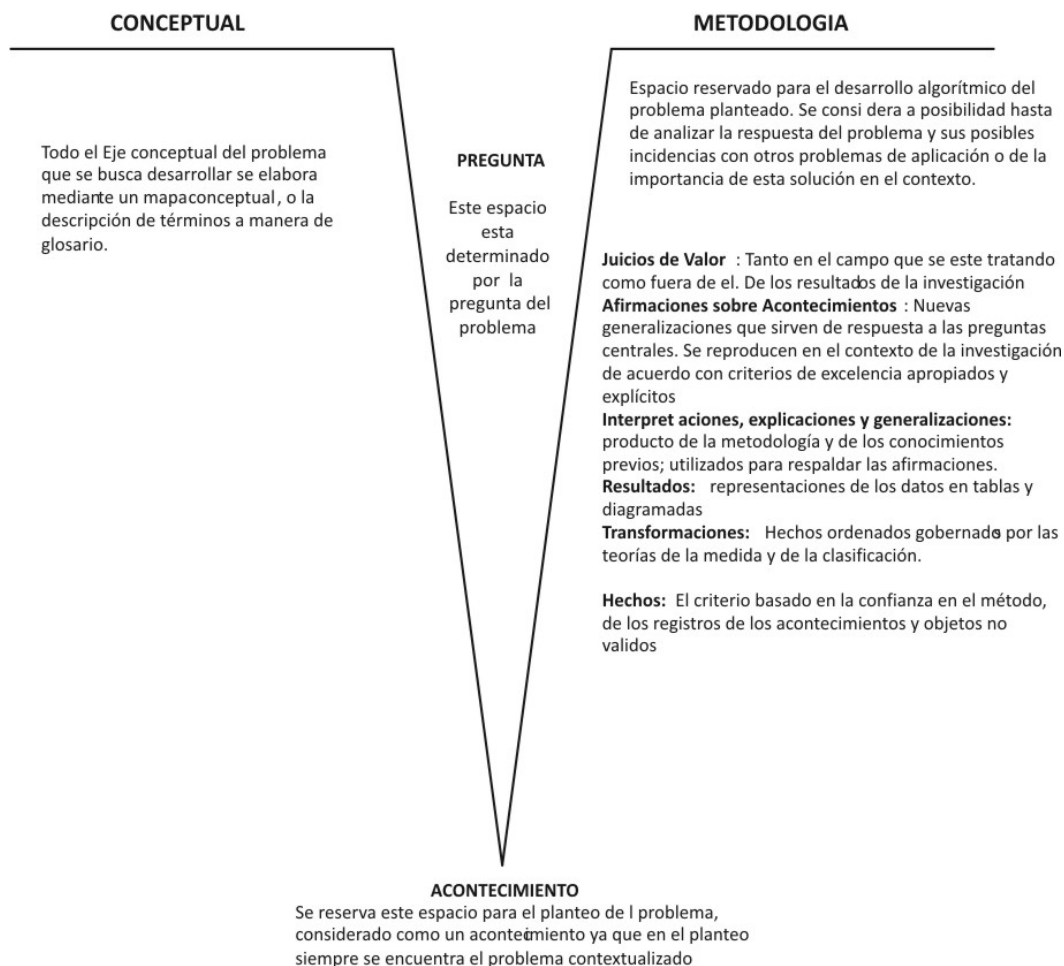 CONCEPTUAL
METODOLOGIA
Todo el Eje conceptual del problema
que se busca desarrollar se elabora
mediante un mapaconceptual, o la
descripción de términos a manera de
glosario.
PREGUNTA
Este espacio
esta
determinado
por la
pregunta del
problema
Espacio reservado para el desarrollo algorítmico del
problema planteado. Se consi dera a posibilidad hasta
de analizar la respuesta del problema y sus posibles
incidencias con otros problemas de aplicación o de la
importancia de esta solución en el contexto.
Juicios de Valor : Tanto en el campo que se este tratando
como fuera de el. De los resultados de la investigación
Afirmaciones sobre Acontecimientos : Nuevas
generalizaciones que sirven de respuesta a las preguntas
centrales. Se reproducen en el contexto de la investigación
de acuerdo con criterios de excelencia apropiados y
explícitos
Interpret aciones, explicaciones y generalizaciones:
producto de la metodología y de los conocimientos
previos; utilizados para respaldar las afirmaciones.
Resultados: representaciones de los datos en tablas y
diagramadas
Transformaciones: Hechos ordenados gobernados por las
teorías de la medida y de la clasificación.
Hechos: El criterio basado en la confianza en el método,
de los registros de los acontecimientos y objetos no
validos
ACONTECIMIENTO
Se reserva este espacio para el planteo de l problema,
considerado como un acontecimiento ya que en el planteo
siempre se encuentra el problema contextualizado